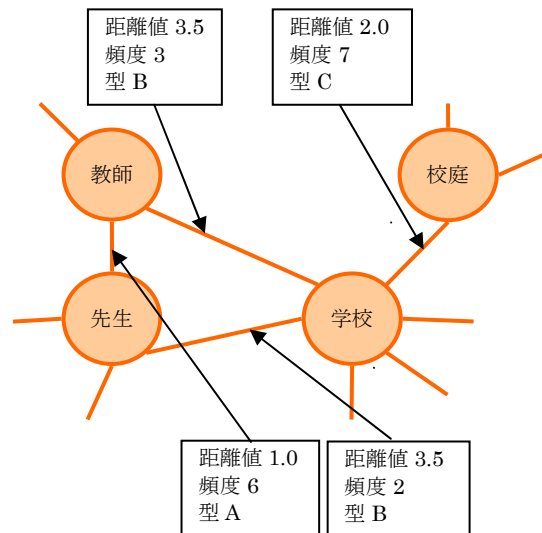 距離値 3.5
頻度 3
型 B
距離値 2.0
頻度 7
型 C
教師
校庭
先生
学校
距離値 1.0
頻度 6
型 A
距離値 3.5
頻度 2
型 B